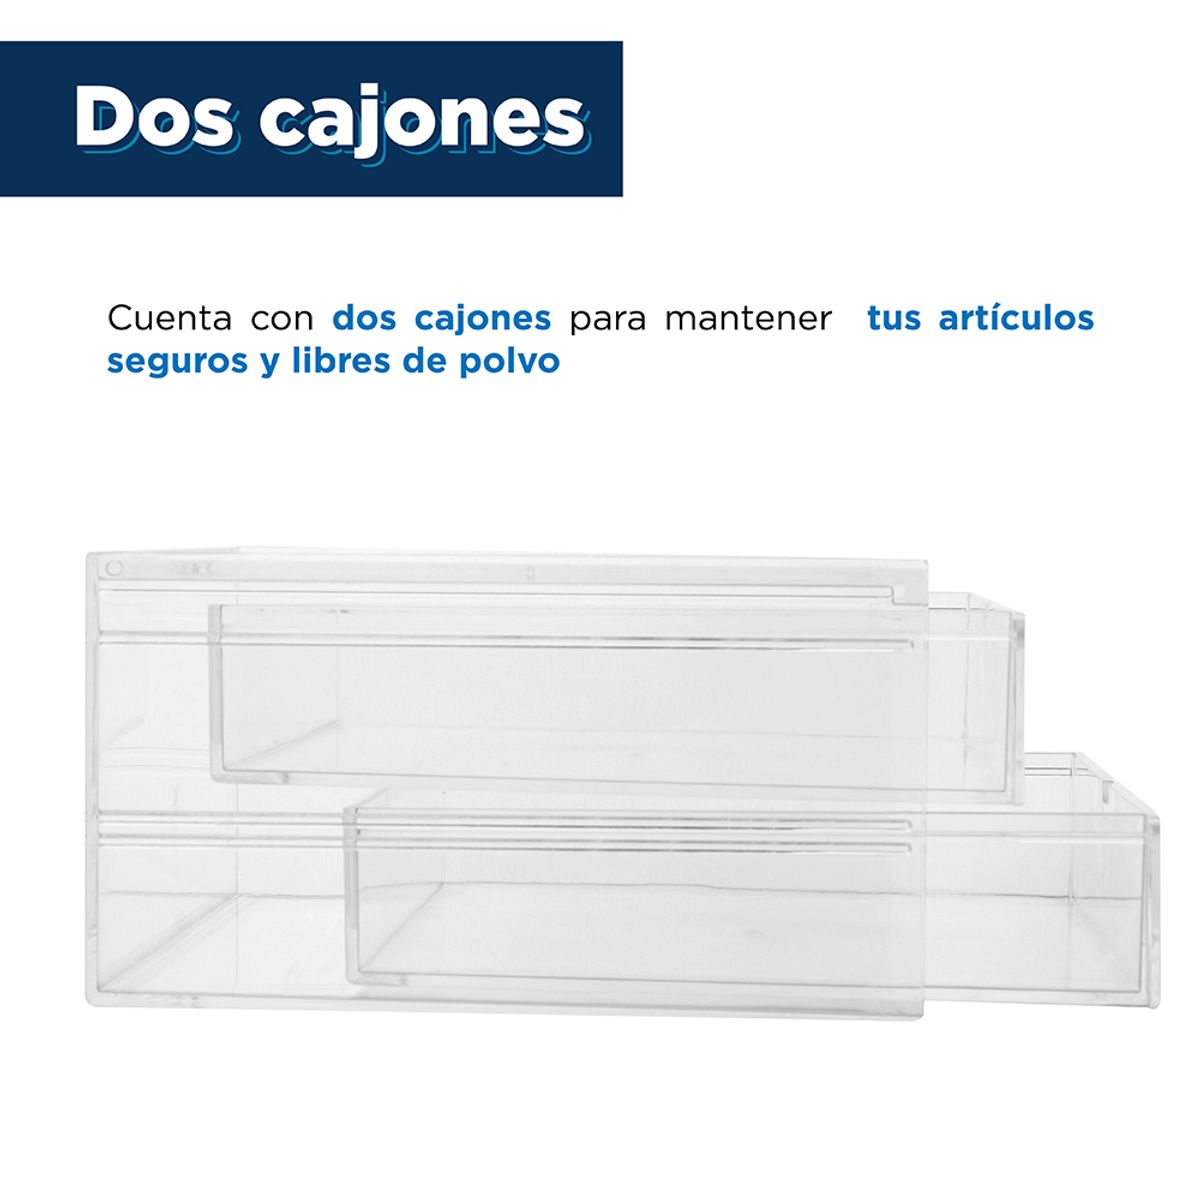 Dos cajones
Cuenta con dos cajones para mantener tus artículos
seguros y libres de polvo